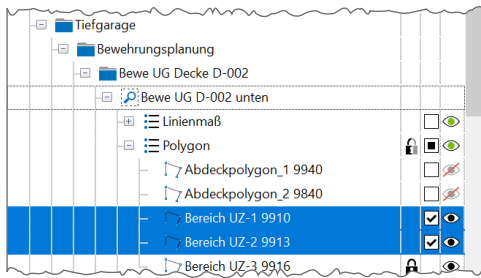 Tiefgarage
Bewehrungsplanung
Bewe UG Decke D-002
Bewe UG D-002 unten
Linienmaß
Polygon
Abdeckpolygon_1 9940
Abdeckpolygon_2 9840
Bereich UZ-1 9910
Bereich UZ-2 9913
Bereich UZ-3 9916